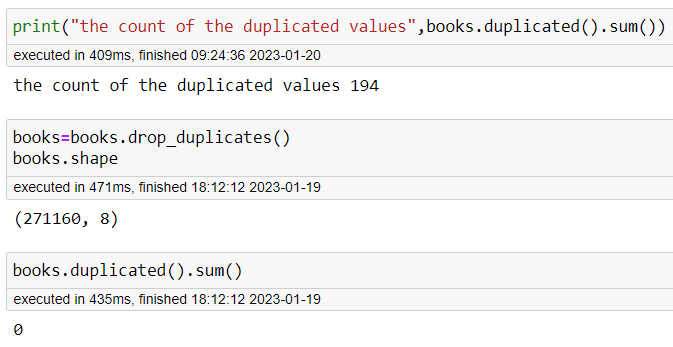 print("the count of the duplicated values",books.duplicated().sum())
executed in 409ms, finished 09:24:36 2023-01-20
the count of the duplicated values 194
books=books.drop_duplicates()
books.shape
executed in 471ms, finished 18:12:12 2023-01-19
(271160, 8)
books.duplicated().sum()
executed in 435ms, finished 18:12:12 2023-01-19
0